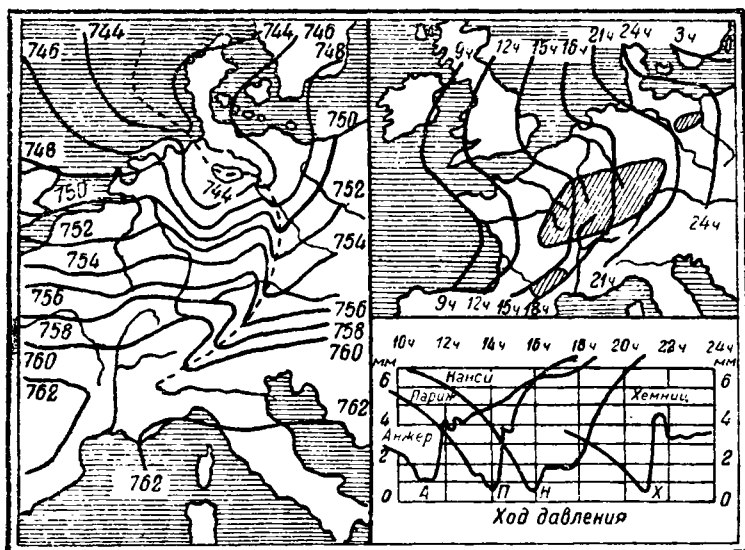 744 744 746
746 748
750
748
750 744 752
752 754
754
756 756
758 758
760 760
762 762
762
9ч 12ч 15ч 16ч 21ч 24ч 3ч
24ч
21ч
9ч 12ч 15ч 18ч
10ч 12ч 14ч 16ч 18ч 20ч 22ч 24ч
мм мм
6 Нанси 6
Париж Хемниц
4 4
Анжер
2 2
0 А П Н Х 0
Ход давления